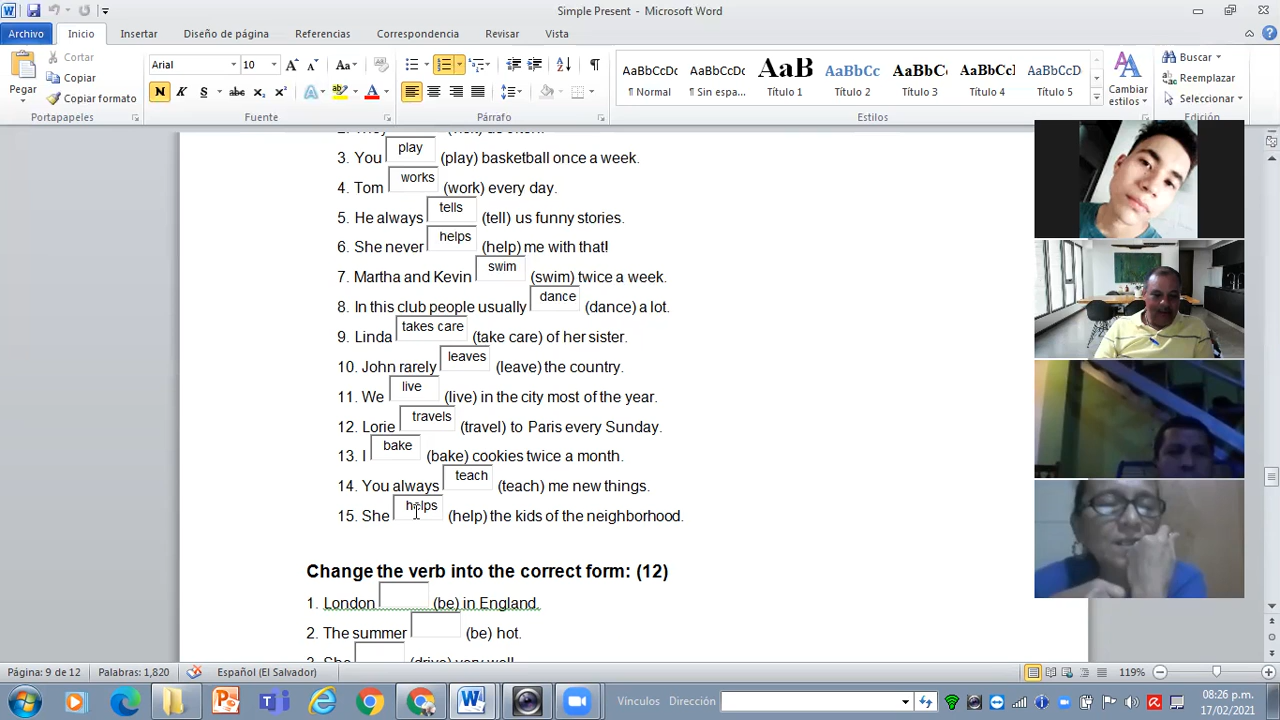 Simple Present - Microsoft Word
Archivo Inicio Insertar Diseño de página Referencias Correspondencia Revisar Vista
Pegar
Cortar
Copiar
Copiar formato
Portapapeles
Arial 10
Fuente
Párrafo
AaBbCcDc AaBbCcDc AaB AaBbCc AaBbC AaBbCc AaBbCcD
¶ Normal ¶ Sin espa... Título 1 Título 2 Título 3 Título 4 Título 5
Cambiar estilos
Estilos
Buscar
Reemplazar
Seleccionar
Edición
3. You play (play) basketball once a week.
4. Tom works (work) every day.
5. He always tells (tell) us funny stories.
6. She never helps (help) me with that!
7. Martha and Kevin swim (swim) twice a week.
8. In this club people usually dance (dance) a lot.
9. Linda takes care (take care) of her sister.
10. John rarely leaves (leave) the country.
11. We live (live) in the city most of the year.
12. Lorie travels (travel) to Paris every Sunday.
13. I bake (bake) cookies twice a month.
14. You always teach (teach) me new things.
15. She helps (help) the kids of the neighborhood.
Change the verb into the correct form: (12)
1. London (be) in England.
2. The summer (be) hot.
3. She (drive) very well.
Página: 9 de 12 Palabras: 1,820 Español (El Salvador) 119%
Vínculos Dirección
08:26 p.m.
17/02/2021